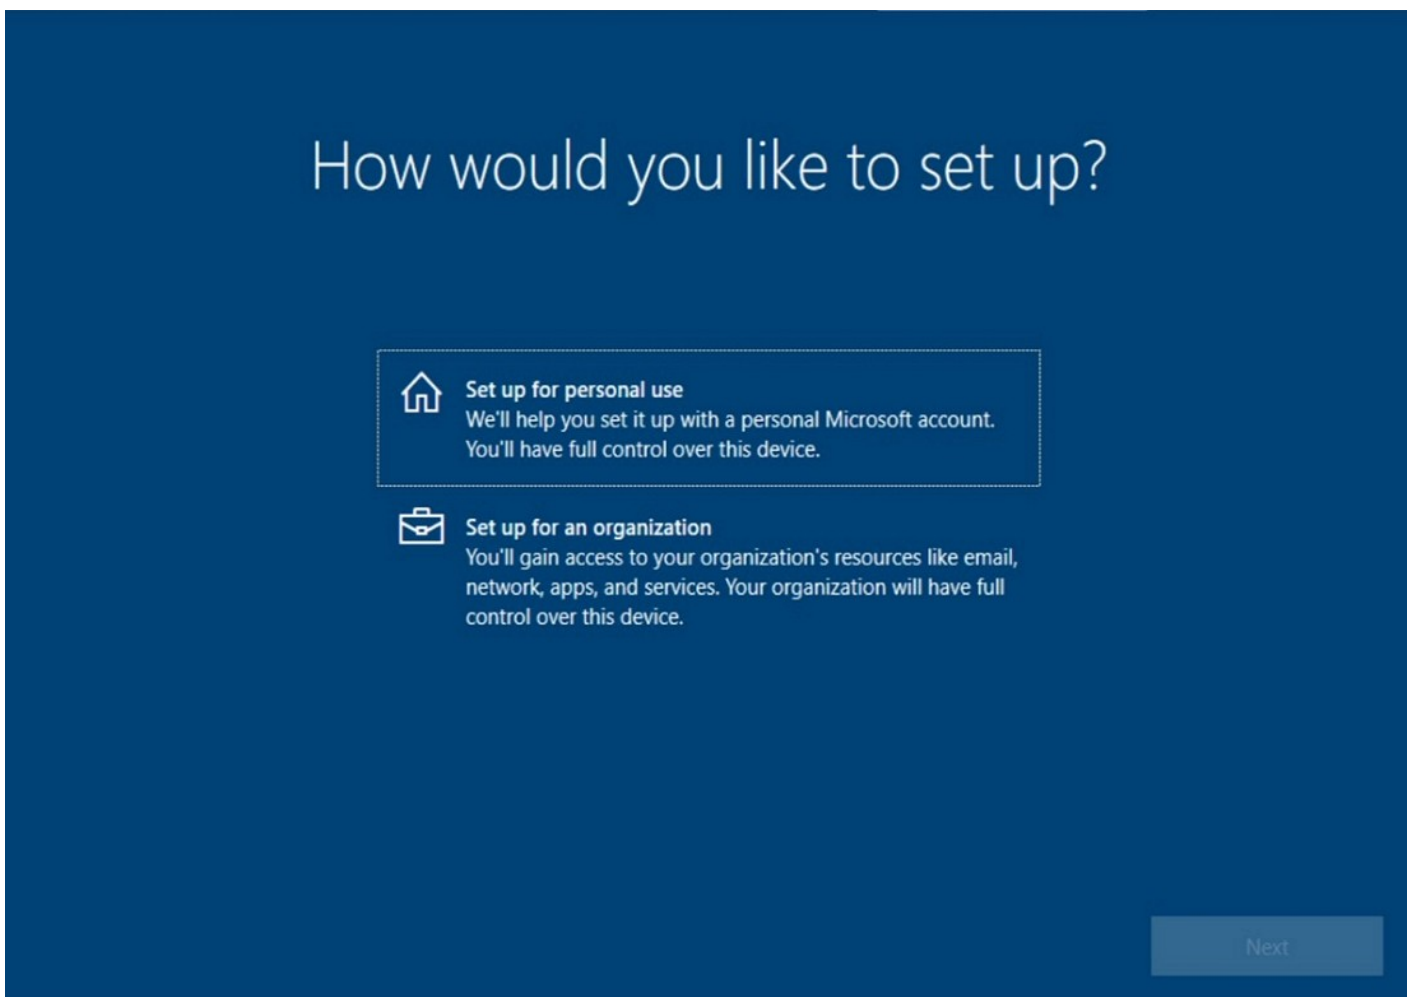 How would you like to set up?
Set up for personal use
We'll help you set it up with a personal Microsoft account.
You'll have full control over this device.
Set up for an organization
You'll gain access to your organization's resources like email,
network, apps, and services. Your organization will have full
control over this device.
Next